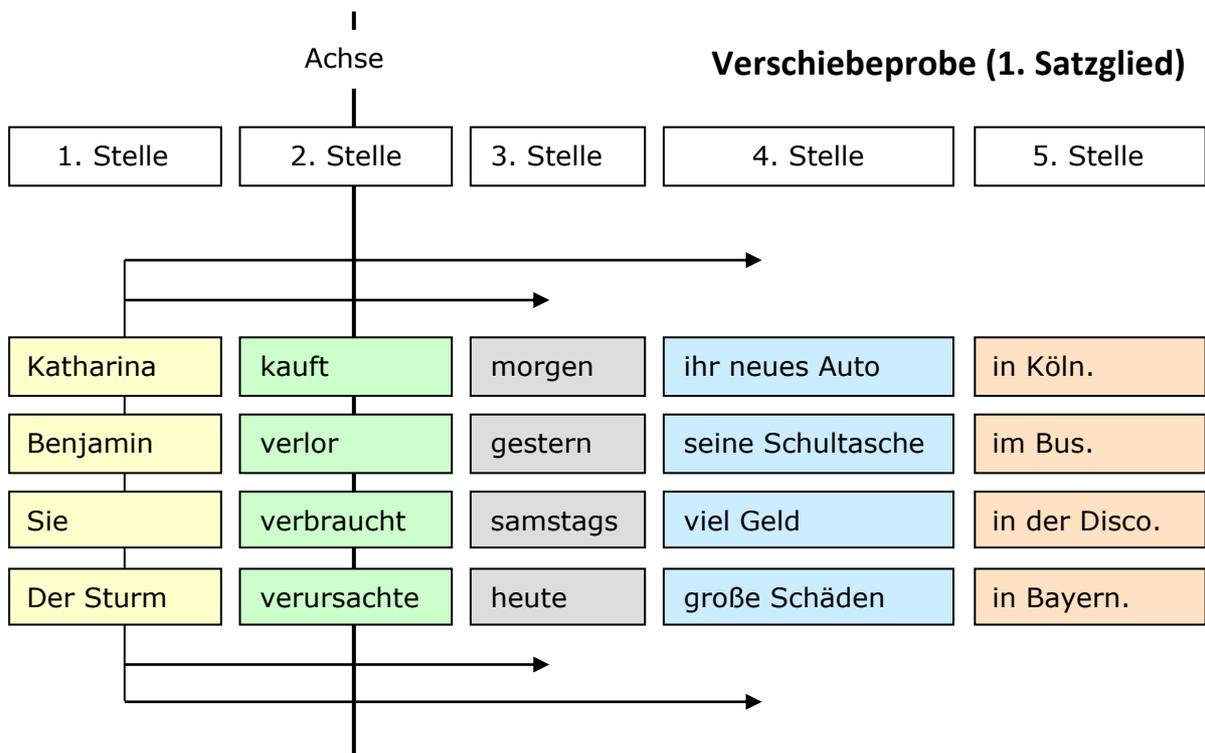 Achse
Verschiebeprobe (1. Satzglied)
1. Stelle 2. Stelle 3. Stelle 4. Stelle 5. Stelle
Katharina kauft morgen ihr neues Auto in Köln.
Benjamin verlor gestern seine Schultasche im Bus.
Sie verbraucht samstags viel Geld in der Disco.
Der Sturm verursachte heute große Schäden in Bayern.